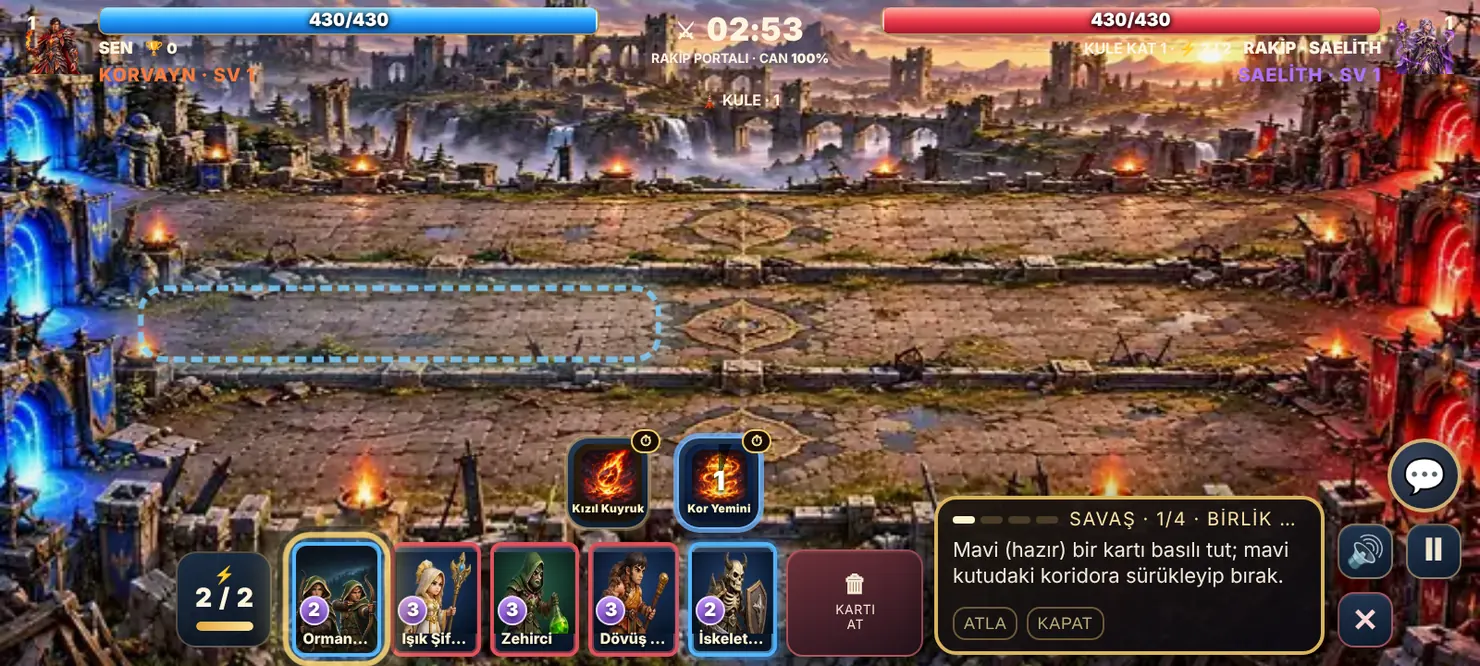 1
430/430
02:53
430/430
1
SEN 0
RAKİP PORTALI · CAN 100%
KULE KAT 1 · 2/2 RAKİP · SAELİTH
KORVAYN · SV 1
SAELİTH · SV 1
KULE · 1
1
Kızıl Kuyruk
Kor Yemini
SAVAŞ · 1/4 · BİRLİK ...
Mavi (hazır) bir kartı basılı tut; mavi
kutudaki koridora sürükleyip bırak.
ATLA
KAPAT
2 / 2
2
Orman...
3
Işık Şif...
3
Zehirci
3
Dövüş ...
2
İskelet...
KARTI
AT